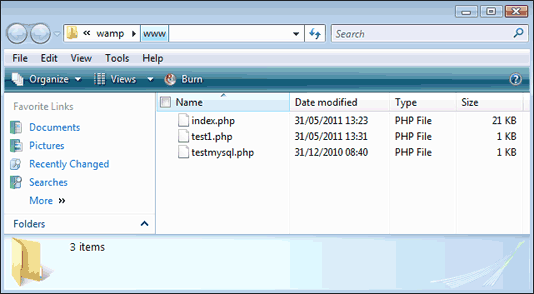 « wamp www Search
File Edit View Tools Help
Organize Views Burn
Favorite Links
Documents
Pictures
Recently Changed
Searches
More »
Folders
Name Date modified Type Size
index.php 31/05/2011 13:23 PHP File 21 KB
test1.php 31/05/2011 13:31 PHP File 1 KB
testmysql.php 31/12/2010 08:40 PHP File 1 KB
3 items